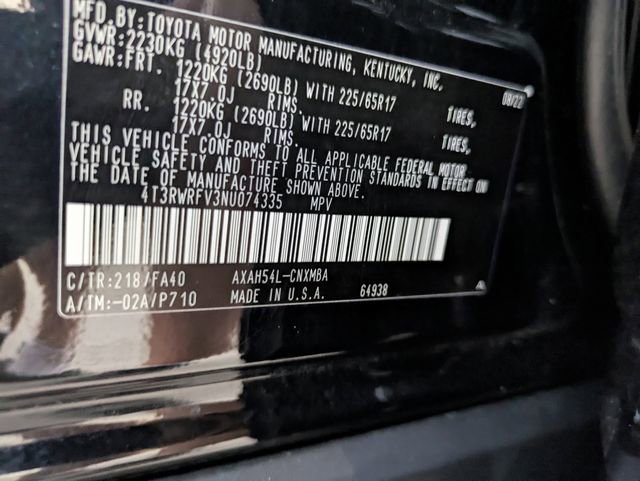 MFD.BY:TOYOTA MOTOR MANUFACTURING, KENTUCKY, INC.
GVWR:2230KG (4920LB) 08/22
GAWR:FRT. 1220KG (2690LB) WITH 225/65R17 TIRES,
17X7.0J RIMS.
RR. 1220KG (2690LB) WITH 225/65R17 TIRES,
17X7.0J RIMS.
THIS VEHICLE CONFORMS TO ALL APPLICABLE FEDERAL MOTOR
VEHICLE SAFETY AND THEFT PREVENTION STANDARDS IN EFFECT ON
THE DATE OF MANUFACTURE SHOWN ABOVE.
4T3RWRFV3NU074335 MPV
C/TR:218/FA40 AXAH54L-CNXMBA
A/TM:-02A/P710 MADE IN U.S.A. 64938 A